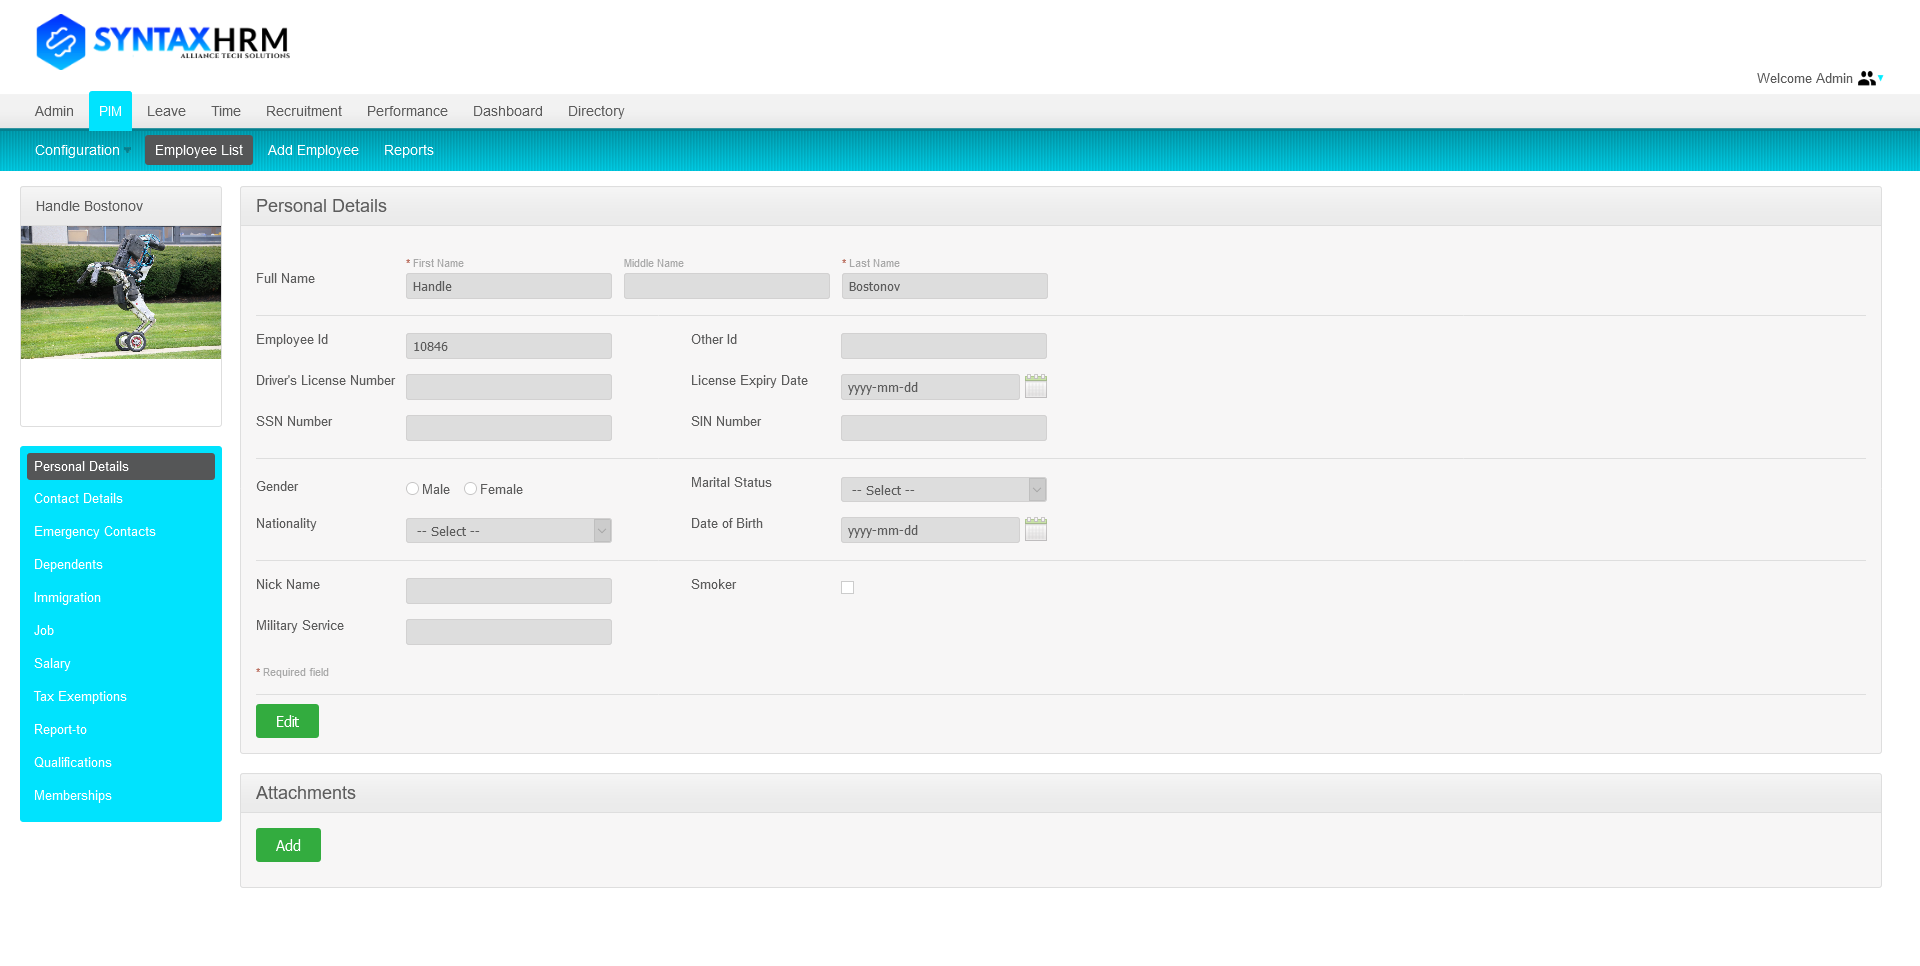 SYNTAXHRM
ALLIANCE TECH SOLUTIONS
Welcome Admin
Admin PIM Leave Time Recruitment Performance Dashboard Directory
Configuration Employee List Add Employee Reports
Handle Bostonov
Personal Details
Contact Details
Emergency Contacts
Dependents
Immigration
Job
Salary
Tax Exemptions
Report-to
Qualifications
Memberships
Personal Details
* First Name Middle Name * Last Name
Full Name Handle Bostonov
Employee Id 10846 Other Id
Driver's License Number License Expiry Date yyyy-mm-dd
SSN Number SIN Number
Gender Male Female Marital Status -- Select --
Nationality -- Select -- Date of Birth yyyy-mm-dd
Nick Name Smoker
Military Service
* Required field
Edit
Attachments
Add